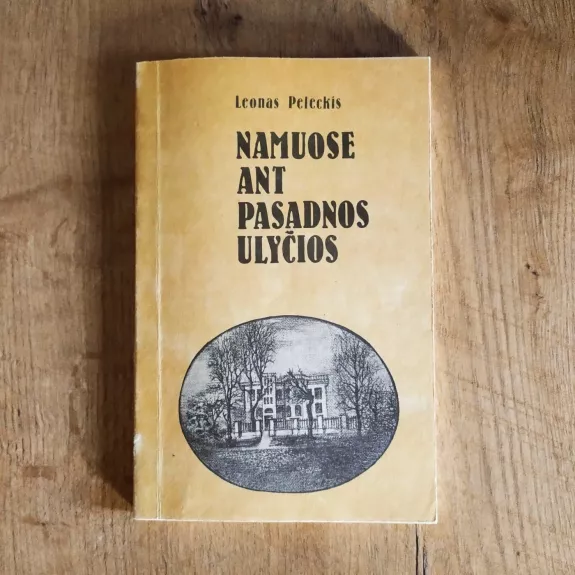 Leonas Peleckis
NAMUOSE
ANT
PASADNOS
ULYČIOS